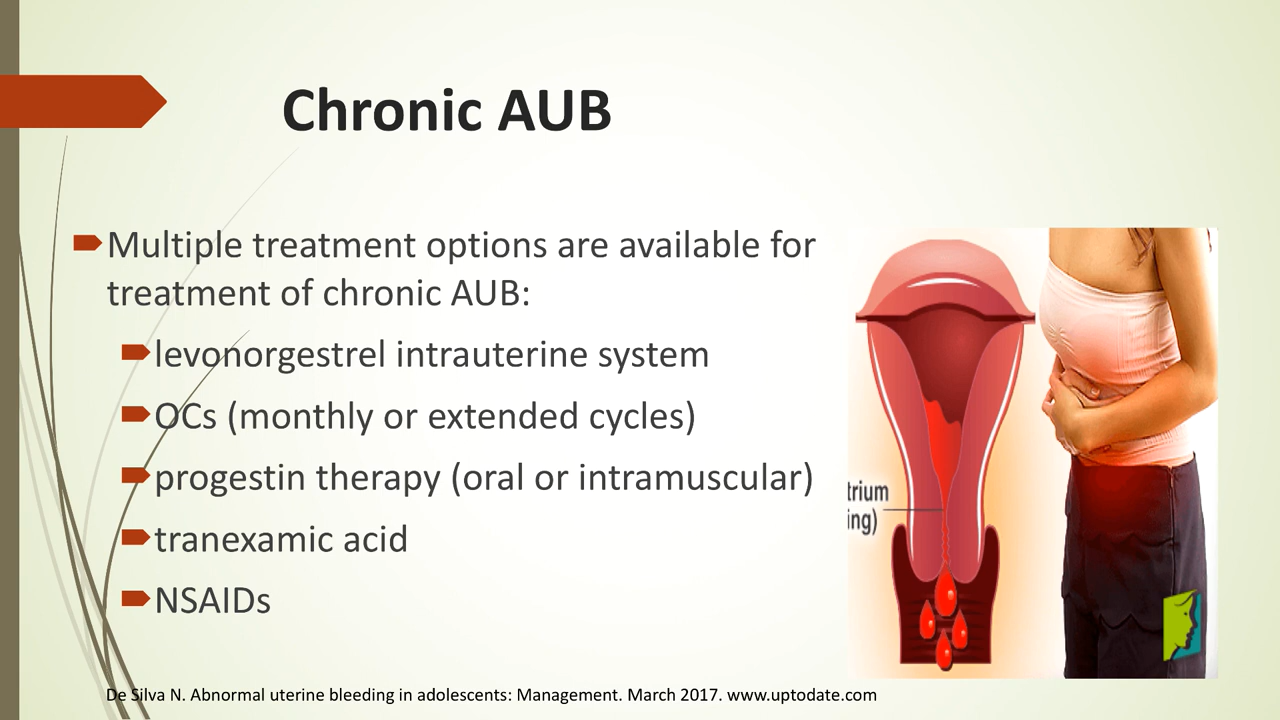 Chronic AUB
Multiple treatment options are available for
treatment of chronic AUB:
levonorgestrel intrauterine system
OCs (monthly or extended cycles)
progestin therapy (oral or intramuscular)
tranexamic acid
NSAIDs
trium
ing)
De Silva N. Abnormal uterine bleeding in adolescents: Management. March 2017. www.uptodate.com